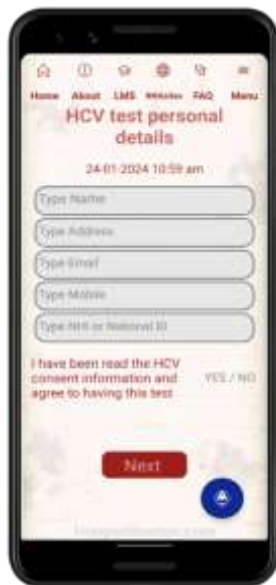 Home About LMS Websites FAQ Menu
HCV test personal
details
24-01-2024 10:59 am
Type Name
Type Address
Type Email
Type Mobile
Type NHI or National ID
I have been read the HCV
consent information and
agree to having this test
YES / NO
Next